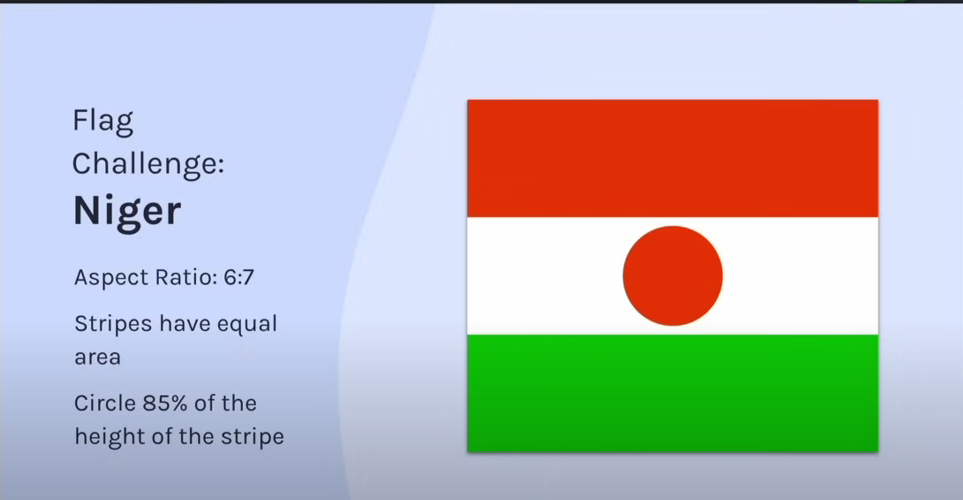 Flag
Challenge:
Niger
Aspect Ratio: 6:7
Stripes have equal
area
Circle 85% of the
height of the stripe